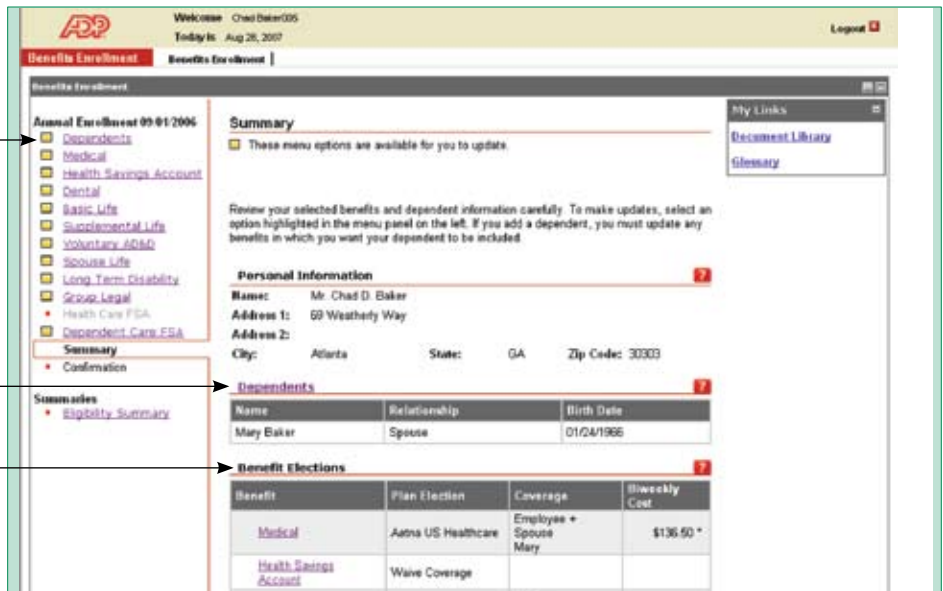 ADP
Welcome Chad Baker005
Today is Aug 28, 2007
Logout
Benefits Enrollment
Benefits Enrollment
Benefits Enrollment
Annual Enrollment 09/01/2006
Dependents
Medical
Health Savings Account
Dental
Basic Life
Supplemental Life
Voluntary AD&D
Spouse Life
Long Term Disability
Group Legal
Health Care FSA
Dependent Care FSA
Summary
Confirmation
Summaries
Eligibility Summary
Summary
These menu options are available for you to update.
Review your selected benefits and dependent information carefully. To make updates, select an
option highlighted in the menu panel on the left. If you add a dependent, you must update any
benefits in which you want your dependent to be included.
Personal Information ?
Name: Mr. Chad D. Baker
Address 1: 69 Weatherly Way
Address 2:
City: Atlanta State: GA Zip Code: 30303
Dependents ?
Name Relationship Birth Date
Mary Baker Spouse 01/24/1966
Benefit Elections ?
Benefit Plan Election Coverage Biweekly Cost
Medical Aetna US Healthcare Employee + Spouse Mary $136.50 *
Health Savings Account Waive Coverage
My Links
Document Library
Glossary